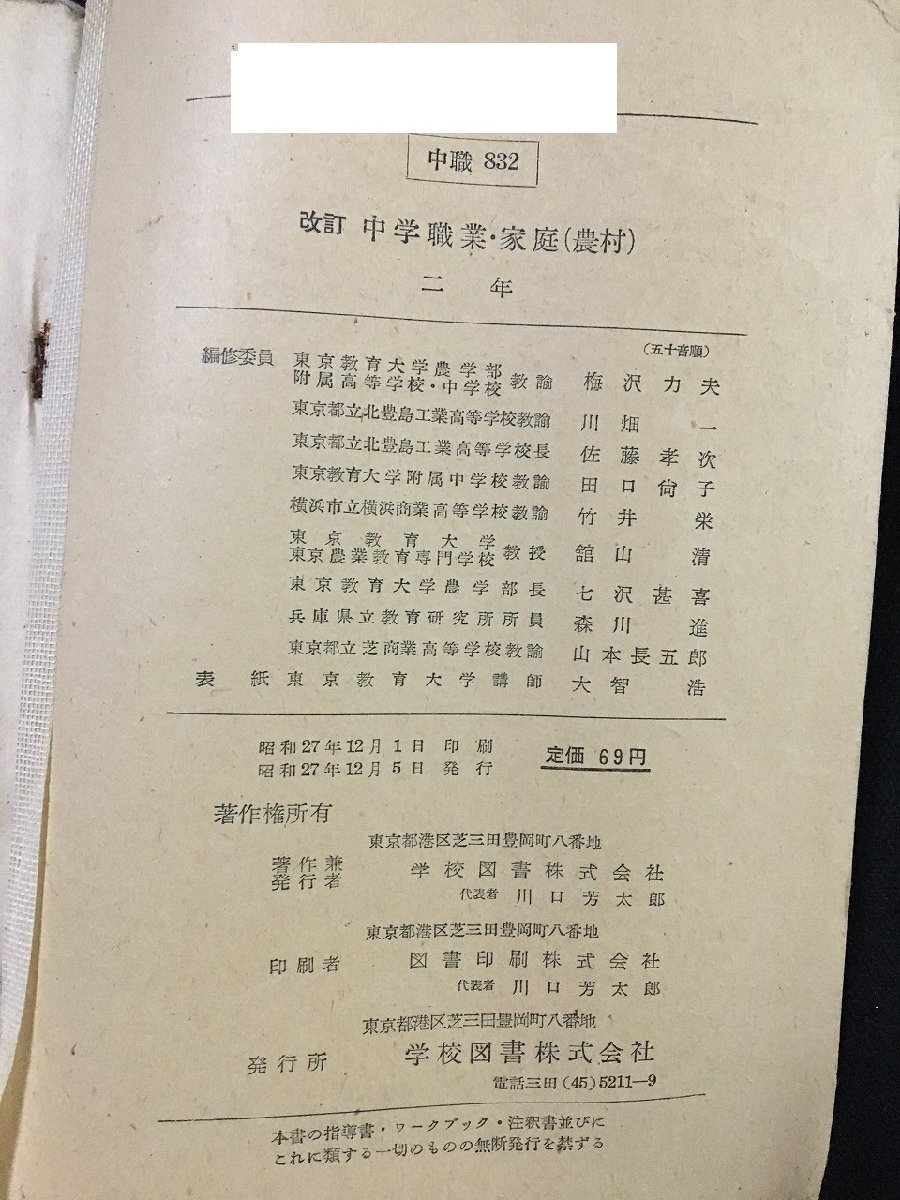 中職 832
改訂 中学職業・家庭(農村)
二年
(五十音順)
編修委員 東京教育大学農学部
附属高等学校・中学校 教諭 梅沢力夫
東京都立北豊島工業高等学校教諭 川畑一
東京都立北豊島工業高等学校長 佐藤孝次
東京教育大学附属中学校教諭 田口尙子
横浜市立横浜商業高等学校教諭 竹井栄
東京教育大学
東京農業教育専門学校 教授 舘山清
東京教育大学農学部長 七沢甚喜
兵庫県立教育研究所所員 森川進
東京都立芝商業高等学校教諭 山本長五郎
表紙 東京教育大学講師 大智浩
昭和27年12月1日 印刷
昭和27年12月5日 発行
定価 69円
著作権所有
東京都港区芝三田豊岡町八番地
著作兼
発行者 学校図書株式会社
代表者 川口芳太郎
東京都港区芝三田豊岡町八番地
印刷者 図書印刷株式会社
代表者 川口芳太郎
東京都港区芝三田豊岡町八番地
発行所 学校図書株式会社
電話三田(45)5211—9
本書の指導書・ワークブック・注釈書並びに
これに類する一切のものの無断発行を禁ずる